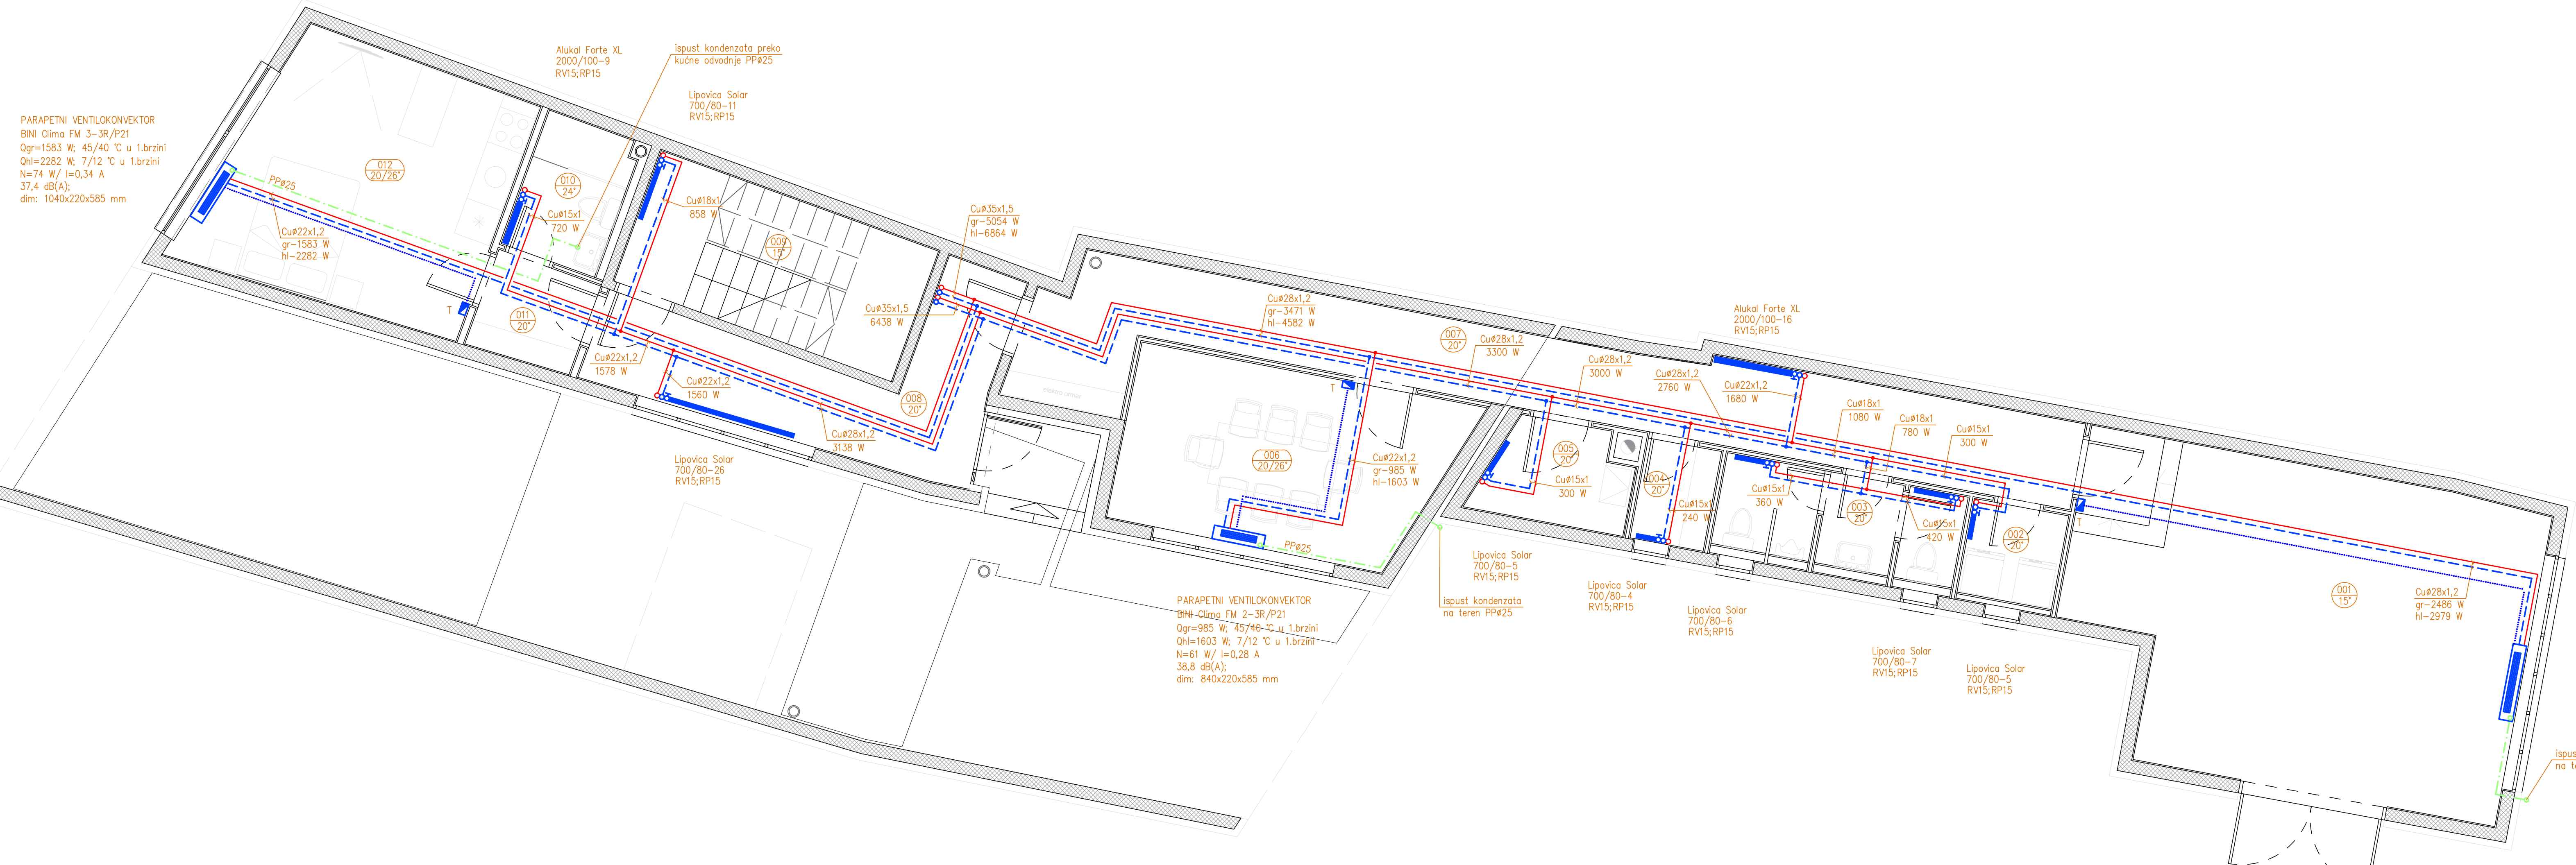 Alukal Forte XL
2000/100-9
RV15;RP15
ispust kondenzata preko
kućne odvodnje PPø25
Lipovica Solar
700/80-11
RV15;RP15
PARAPETNI VENTILOKONVEKTOR
BINI Clima FM 3-3R/P21
Qgr=1583 W; 45/40 °C u 1.brzini
Qhl=2282 W; 7/12 °C u 1.brzini
N=74 W/ I=0,34 A
37,4 dB(A);
dim: 1040x220x585 mm
012
20/26°
PPø25
Cuø22x1,2
gr-1583 W
hl-2282 W
010
24°
Cuø15x1
720 W
Cuø18x1
858 W
009
15°
T
011
20°
Cuø22x1,2
1578 W
Cuø22x1,2
1560 W
Cuø28x1,2
3138 W
008
20°
Lipovica Solar
700/80-26
RV15;RP15
Cuø35x1,5
gr-5054 W
hl-6864 W
Cuø35x1,5
6438 W
Cuø28x1,2
gr-3471 W
hl-4582 W
007
20°
Cuø28x1,2
3300 W
Cuø28x1,2
3000 W
Cuø28x1,2
2760 W
Alukal Forte XL
2000/100-16
RV15;RP15
Cuø22x1,2
1680 W
Cuø18x1
1080 W
Cuø18x1
780 W
Cuø15x1
300 W
T
006
20/26°
Cuø22x1,2
gr-985 W
hl-1603 W
PPø25
005
20°
Cuø15x1
300 W
004
20°
Cuø15x1
240 W
Cuø15x1
360 W
003
20°
Cuø15x1
420 W
002
20°
T
001
15°
Cuø28x1,2
gr-2486 W
hl-2979 W
PARAPETNI VENTILOKONVEKTOR
BINI Clima FM 2-3R/P21
Qgr=985 W; 45/40 °C u 1.brzini
Qhl=1603 W; 7/12 °C u 1.brzini
N=61 W/ I=0,28 A
38,8 dB(A);
dim: 840x220x585 mm
ispust kondenzata
na teren PPø25
Lipovica Solar
700/80-5
RV15;RP15
Lipovica Solar
700/80-4
RV15;RP15
Lipovica Solar
700/80-6
RV15;RP15
Lipovica Solar
700/80-7
RV15;RP15
Lipovica Solar
700/80-5
RV15;RP15
ispus
na te